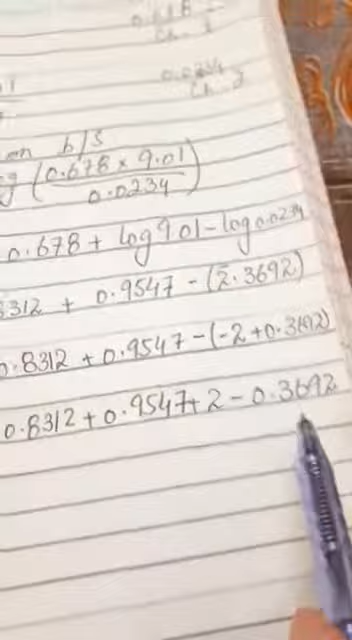 0.0234
on b/s
(0.678 × 9.01)
0.0234
0.678 + log 9.01 - log 0.0234
8312 + 0.9547 - (2̄.3692)
0.8312 + 0.9547 - (-2 + 0.3692)
0.8312 + 0.9547 + 2 - 0.3692